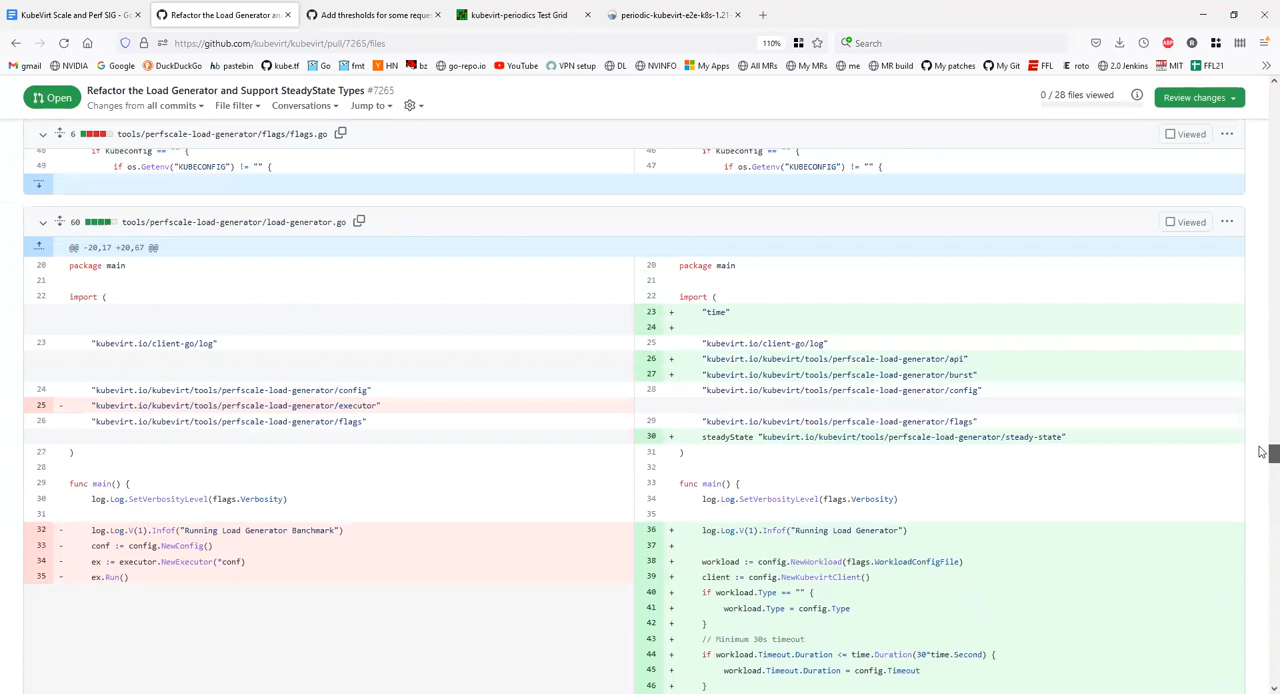 KubeVirt Scale and Perf SIG - Go
Refactor the Load Generator and
Add thresholds for some reques
kubevirt-periodics Test Grid
periodic-kubevirt-e2e-k8s-1.21-
https://github.com/kubevirt/kubevirt/pull/7265/files
110%
Search
gmail NVIDIA Google DuckDuckGo pastebin kube.tf Go fmt HN bz go-repo.io YouTube VPN setup DL NVINFO My Apps All MRs My MRs me MR build My patches My Git FFL roto 2.0 Jenkins MIT FFL21
Open
Refactor the Load Generator and Support SteadyState Types #7265
Changes from all commits File filter Conversations Jump to
0 / 28 files viewed
Review changes
6 tools/perfscale-load-generator/flags/flags.go
Viewed
48 if kubeconfig == "" { 46 if kubeconfig == "" {
49 if os.Getenv("KUBECONFIG") != "" { 47 if os.Getenv("KUBECONFIG") != "" {
60 tools/perfscale-load-generator/load-generator.go
Viewed
@@ -20,17 +20,67 @@
20 package main 20 package main
21 21
22 import ( 22 import (
23 + "time"
24 +
23 "kubevirt.io/client-go/log" 25 "kubevirt.io/client-go/log"
26 + "kubevirt.io/kubevirt/tools/perfscale-load-generator/api"
27 + "kubevirt.io/kubevirt/tools/perfscale-load-generator/burst"
24 "kubevirt.io/kubevirt/tools/perfscale-load-generator/config" 28 "kubevirt.io/kubevirt/tools/perfscale-load-generator/config"
25 - "kubevirt.io/kubevirt/tools/perfscale-load-generator/executor"
26 "kubevirt.io/kubevirt/tools/perfscale-load-generator/flags" 29 "kubevirt.io/kubevirt/tools/perfscale-load-generator/flags"
30 + steadyState "kubevirt.io/kubevirt/tools/perfscale-load-generator/steady-state"
27 ) 31 )
28 32
29 func main() { 33 func main() {
30 log.Log.SetVerbosityLevel(flags.Verbosity) 34 log.Log.SetVerbosityLevel(flags.Verbosity)
31 35
32 - log.Log.V(1).Infof("Running Load Generator Banchmark") 36 + log.Log.V(1).Infof("Running Load Generator")
33 - conf := config.NewConfig() 37 +
34 - ex := executor.NewExecutor(*conf) 38 + workload := config.NewWorkload(flags.WorkloadConfigFile)
35 - ex.Run() 39 + client := config.NewKubevirtClient()
40 + if workload.Type == "" {
41 + workload.Type = config.Type
42 + }
43 + // Minimum 30s timeout
44 + if workload.Timeout.Duration <= time.Duration(30*time.Second) {
45 + workload.Timeout.Duration = config.Timeout
46 + }